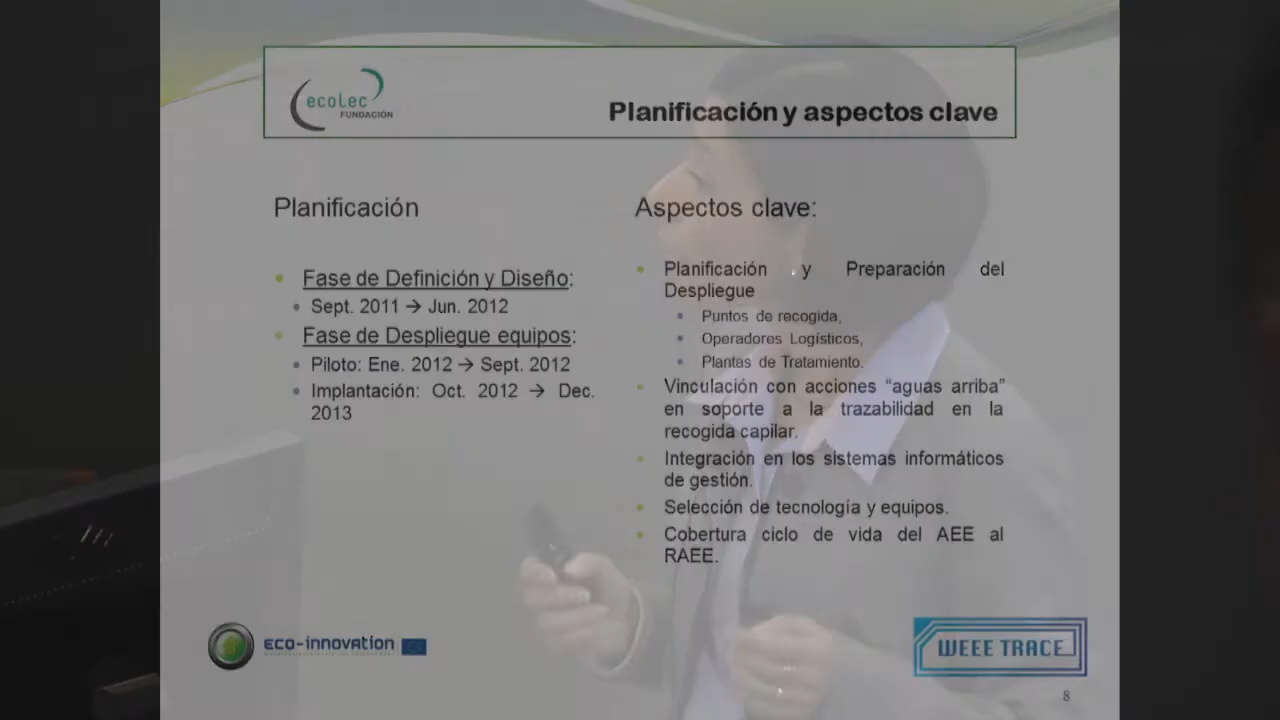 ecolec
FUNDACIÓN
Planificación y aspectos clave
Planificación
Fase de Definición y Diseño:
Sept. 2011 → Jun. 2012
Fase de Despliegue equipos:
Piloto: Ene. 2012 → Sept. 2012
Implantación: Oct. 2012 → Dec.
2013
Aspectos clave:
Planificación y Preparación del
Despliegue
Puntos de recogida,
Operadores Logísticos,
Plantas de Tratamiento.
Vinculación con acciones “aguas arriba”
en soporte a la trazabilidad en la
recogida capilar.
Integración en los sistemas informáticos
de gestión.
Selección de tecnología y equipos.
Cobertura ciclo de vida del AEE al
RAEE.
eco-innovation
WEEE TRACE
8